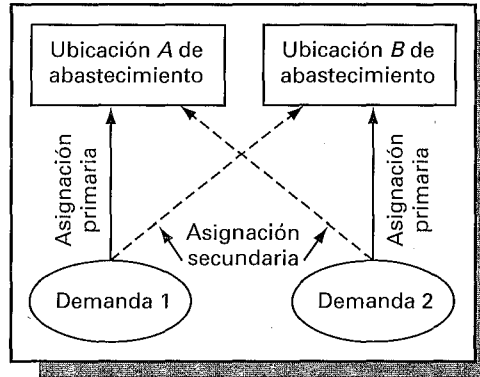 Ubicación A de
abastecimiento
Ubicación B de
abastecimiento
Asignación
primaria
Asignación
primaria
Asignación
secundaria
Demanda 1
Demanda 2